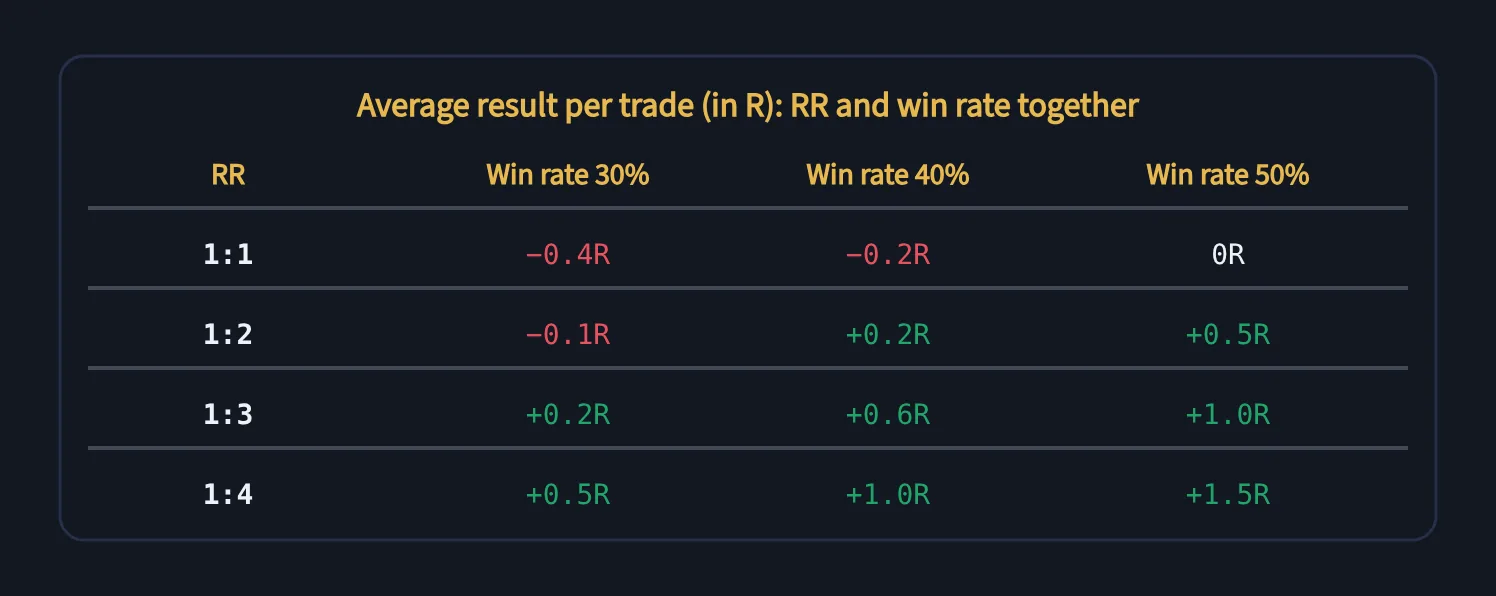 Average result per trade (in R): RR and win rate together
RR Win rate 30% Win rate 40% Win rate 50%
1:1 −0.4R −0.2R 0R
1:2 −0.1R +0.2R +0.5R
1:3 +0.2R +0.6R +1.0R
1:4 +0.5R +1.0R +1.5R